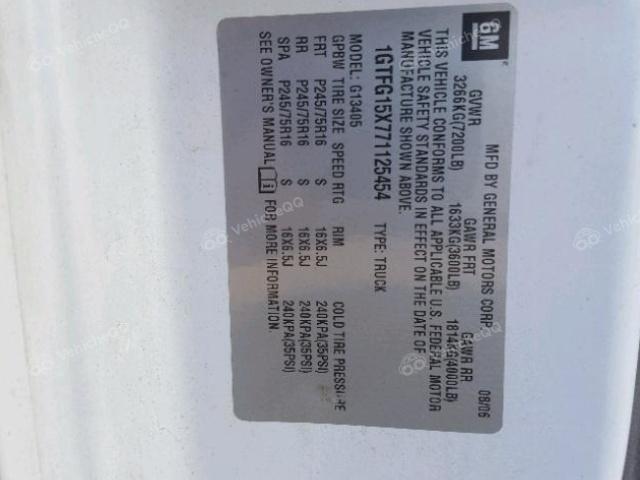 GM
MFD BY GENERAL MOTORS CORP 08/06
GVWR GAWR FRT GAWR RR
3266KG(7200LB) 1633KG(3600LB) 1814KG(4000LB)
THIS VEHICLE CONFORMS TO ALL APPLICABLE U.S. FEDERAL MOTOR
VEHICLE SAFETY STANDARDS IN EFFECT ON THE DATE OF
MANUFACTURE SHOWN ABOVE.
1GTFG15X771125454 TYPE: TRUCK
MODEL: G13405
GPBW TIRE SIZE SPEED RTG RIM COLD TIRE PRESSURE
FRT P245/75R16 S 16X6.5J 240KPA(35PSI)
RR P245/75R16 S 16X6.5J 240KPA(35PSI)
SPA P245/75R16 S 16X6.5J 240KPA(35PSI)
SEE OWNER'S MANUAL FOR MORE INFORMATION
VehicleQQ